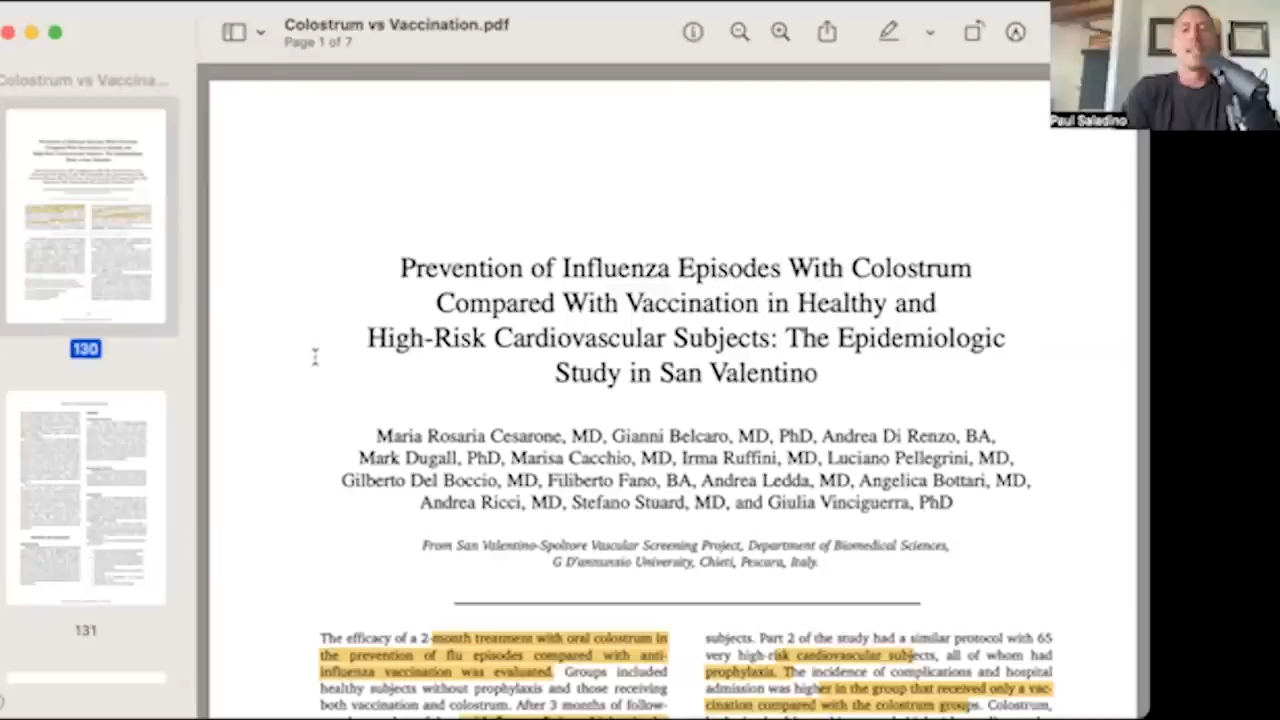 Colostrum vs Vaccination.pdf
Page 1 of 7
Colostrum vs Vaccina...
Paul Saladino
130
131
Prevention of Influenza Episodes With Colostrum
Compared With Vaccination in Healthy and
High-Risk Cardiovascular Subjects: The Epidemiologic
Study in San Valentino
Maria Rosaria Cesarone, MD, Gianni Belcaro, MD, PhD, Andrea Di Renzo, BA,
Mark Dugall, PhD, Marisa Cacchio, MD, Irma Ruffini, MD, Luciano Pellegrini, MD,
Gilberto Del Boccio, MD, Filiberto Fano, BA, Andrea Ledda, MD, Angelica Bottari, MD,
Andrea Ricci, MD, Stefano Stuard, MD, and Giulia Vinciguerra, PhD
From San Valentino-Spoltore Vascular Screening Project, Department of Biomedical Sciences,
G D'annunzio University, Chieti, Pescara, Italy.
The efficacy of a 2-month treatment with oral colostrum in
the prevention of flu episodes compared with anti-
influenza vaccination was evaluated. Groups included
healthy subjects without prophylaxis and those receiving
both vaccination and colostrum. After 3 months of follow-
subjects. Part 2 of the study had a similar protocol with 65
very high-risk cardiovascular subjects, all of whom had
prophylaxis. The incidence of complications and hospital
admission was higher in the group that received only a vac-
cination compared with the colostrum groups. Colostrum,